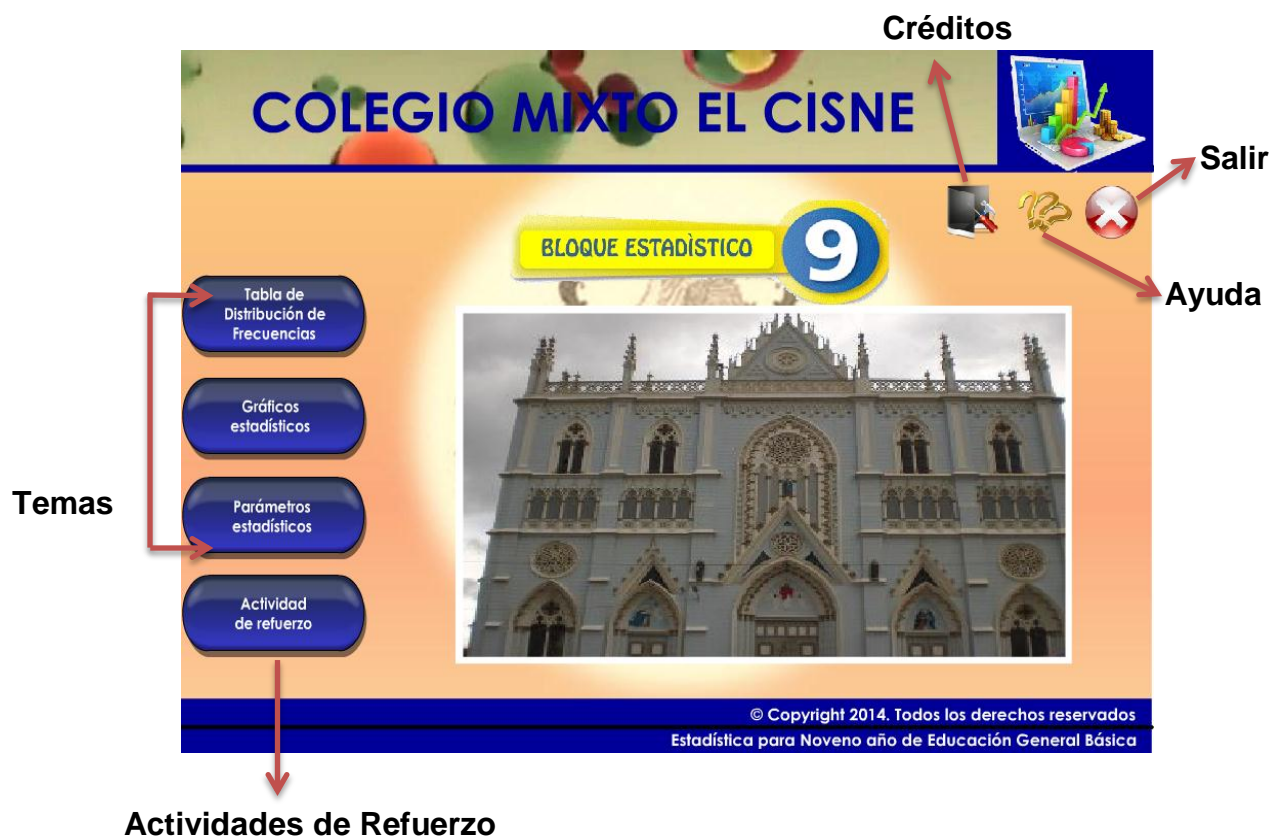 Créditos
COLEGIO MIXTO EL CISNE
Salir
BLOQUE ESTADÌSTICO 9
Ayuda
Tabla de
Distribución de
Frecuencias
Gráficos
estadísticos
Temas
Parámetros
estadísticos
Actividad
de refuerzo
© Copyright 2014. Todos los derechos reservados
Estadística para Noveno año de Educación General Básica
Actividades de Refuerzo